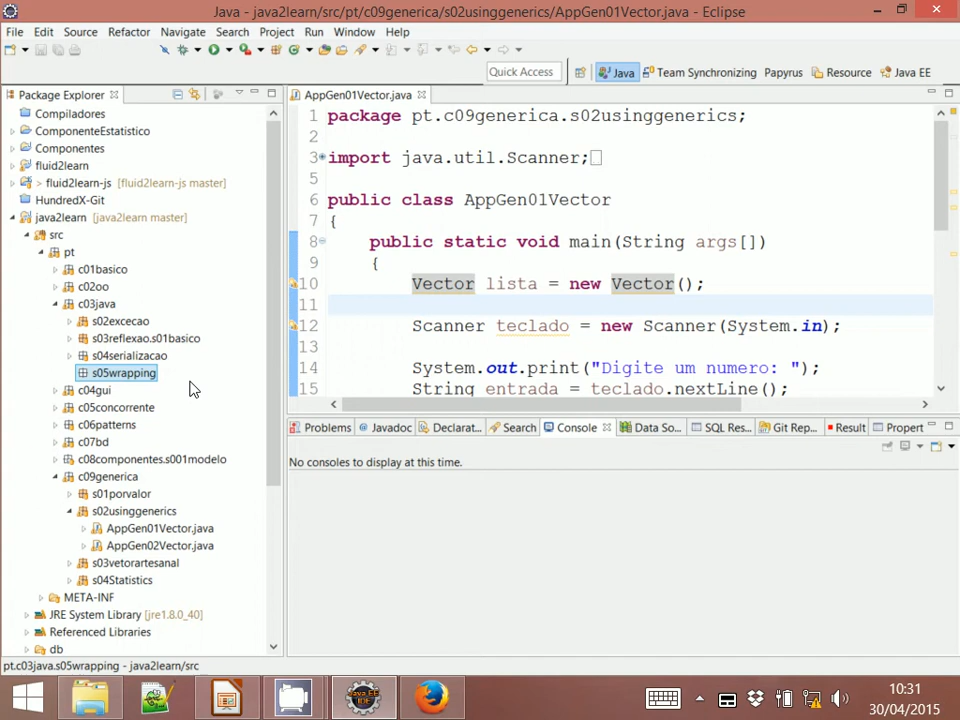 Java - java2learn/src/pt/c09generica/s02usinggenerics/AppGen01Vector.java - Eclipse
File Edit Source Refactor Navigate Search Project Run Window Help
Quick Access Java Team Synchronizing Papyrus Resource Java EE
Package Explorer
Compiladores
ComponenteEstatistico
Componentes
fluid2learn
> fluid2learn-js [fluid2learn-js master]
HundredX-Git
java2learn [java2learn master]
src
pt
c01basico
c02oo
c03java
s02excecao
s03reflexao.s01basico
s04serializacao
s05wrapping
c04gui
c05concorrente
c06patterns
c07bd
c08componentes.s001modelo
c09generica
s01porvalor
s02usinggenerics
AppGen01Vector.java
AppGen02Vector.java
s03vetorartesanal
s04Statistics
META-INF
JRE System Library [jre1.8.0_40]
Referenced Libraries
db
AppGen01Vector.java
1 package pt.c09generica.s02usinggenerics;
2
3 import java.util.Scanner;
5
6 public class AppGen01Vector
7 {
8 public static void main(String args[])
9 {
10 Vector lista = new Vector();
11
12 Scanner teclado = new Scanner(System.in);
13
14 System.out.print("Digite um numero: ");
15 String entrada = teclado.nextLine();
Problems Javadoc Declarat... Search Console Data So... SQL Res... Git Rep... Result Propert
No consoles to display at this time.
pt.c03java.s05wrapping - java2learn/src
Java EE
IDE
10:31
30/04/2015